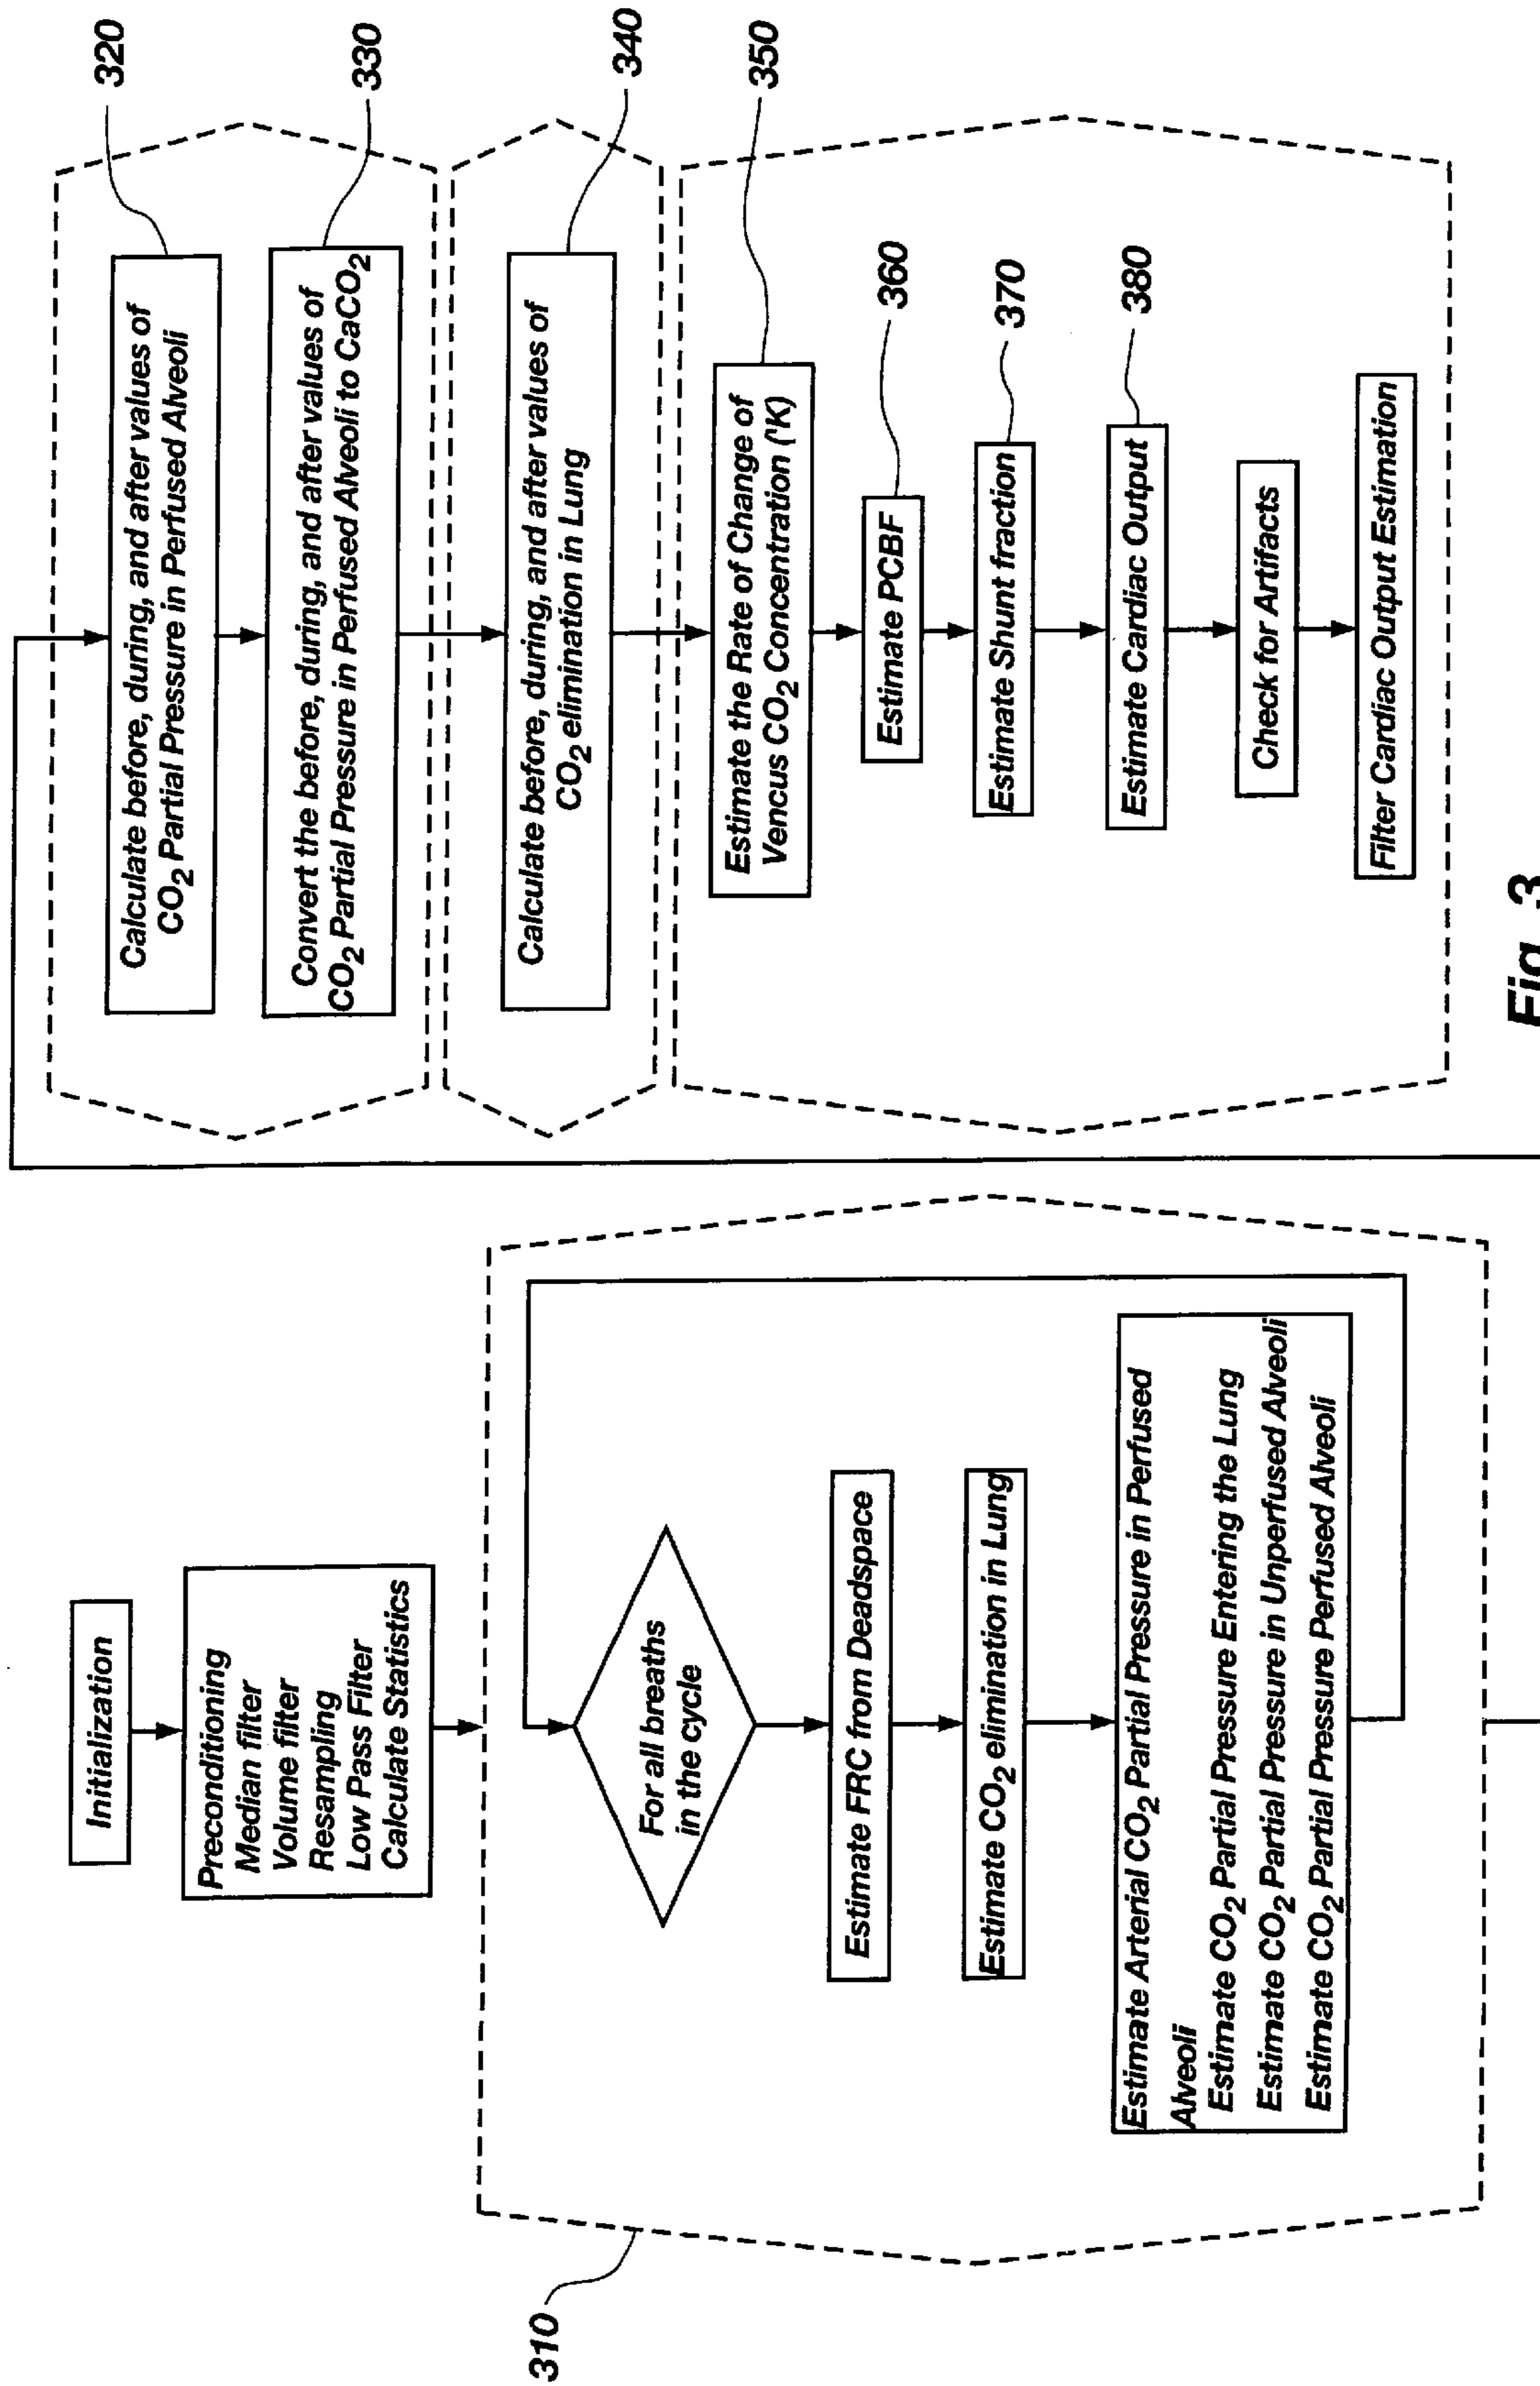 Initialization
Preconditioning
Median filter
Volume filter
Resampling
Low Pass Filter
Calculate Statistics
310
For all breaths
in the cycle
Estimate FRC from Deadspace
Estimate CO2 elimination in Lung
Estimate Arterial CO2 Partial Pressure in Perfused
Alveoli
Estimate CO2 Partial Pressure Entering the Lung
Estimate CO2 Partial Pressure in Unperfused Alveoli
Estimate CO2 Partial Pressure Perfused Alveoli
320
Calculate before, during, and after values of
CO2 Partial Pressure in Perfused Alveoli
330
Convert the before, during, and after values of
CO2 Partial Pressure in Perfused Alveoli to CaCO2
340
Calculate before, during, and after values of
CO2 elimination in Lung
350
Estimate the Rate of Change of
Vencus CO2 Concentration ('K)
360
Estimate PCBF
370
Estimate Shunt fraction
380
Estimate Cardiac Output
Check for Artifacts
Filter Cardiac Output Estimation
Fig. 3